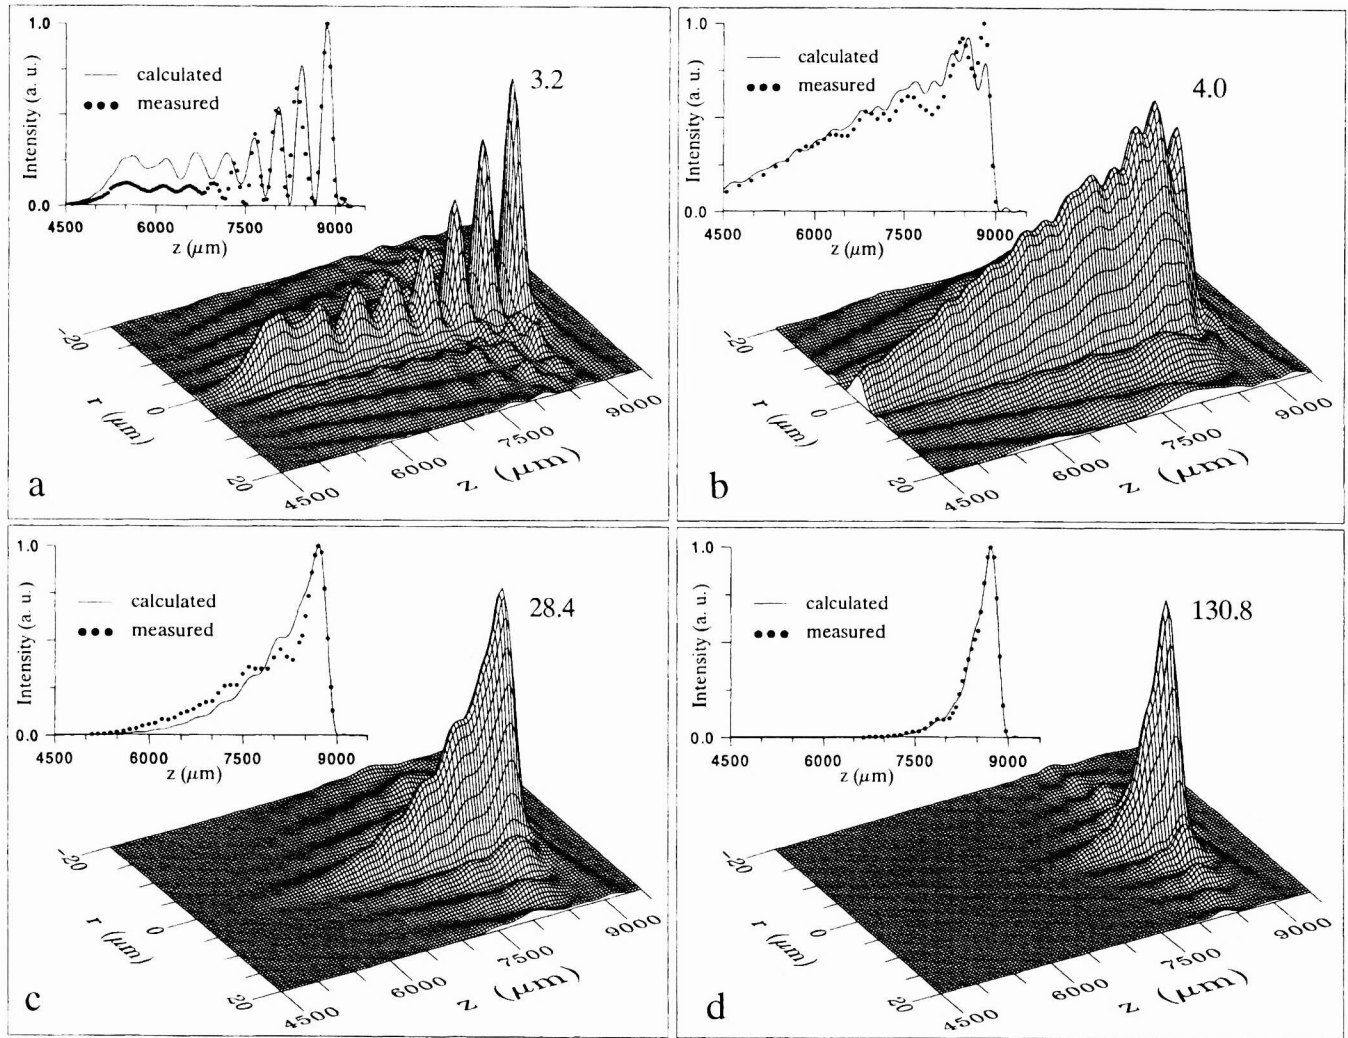 1.0
Intensity (a. u.)
calculated
measured
3.2
0.0
4500 6000 7500 9000
z (μm)
-20
0
20
r (μm)
4500 6000 7500 9000
z (μm)
a
1.0
Intensity (a. u.)
calculated
measured
4.0
0.0
4500 6000 7500 9000
z (μm)
-20
0
20
r (μm)
4500 6000 7500 9000
z (μm)
b
1.0
Intensity (a. u.)
calculated
measured
28.4
0.0
4500 6000 7500 9000
z (μm)
-20
0
20
r (μm)
4500 6000 7500 9000
z (μm)
c
1.0
Intensity (a. u.)
calculated
measured
130.8
0.0
4500 6000 7500 9000
z (μm)
-20
0
20
r (μm)
4500 6000 7500 9000
z (μm)
d